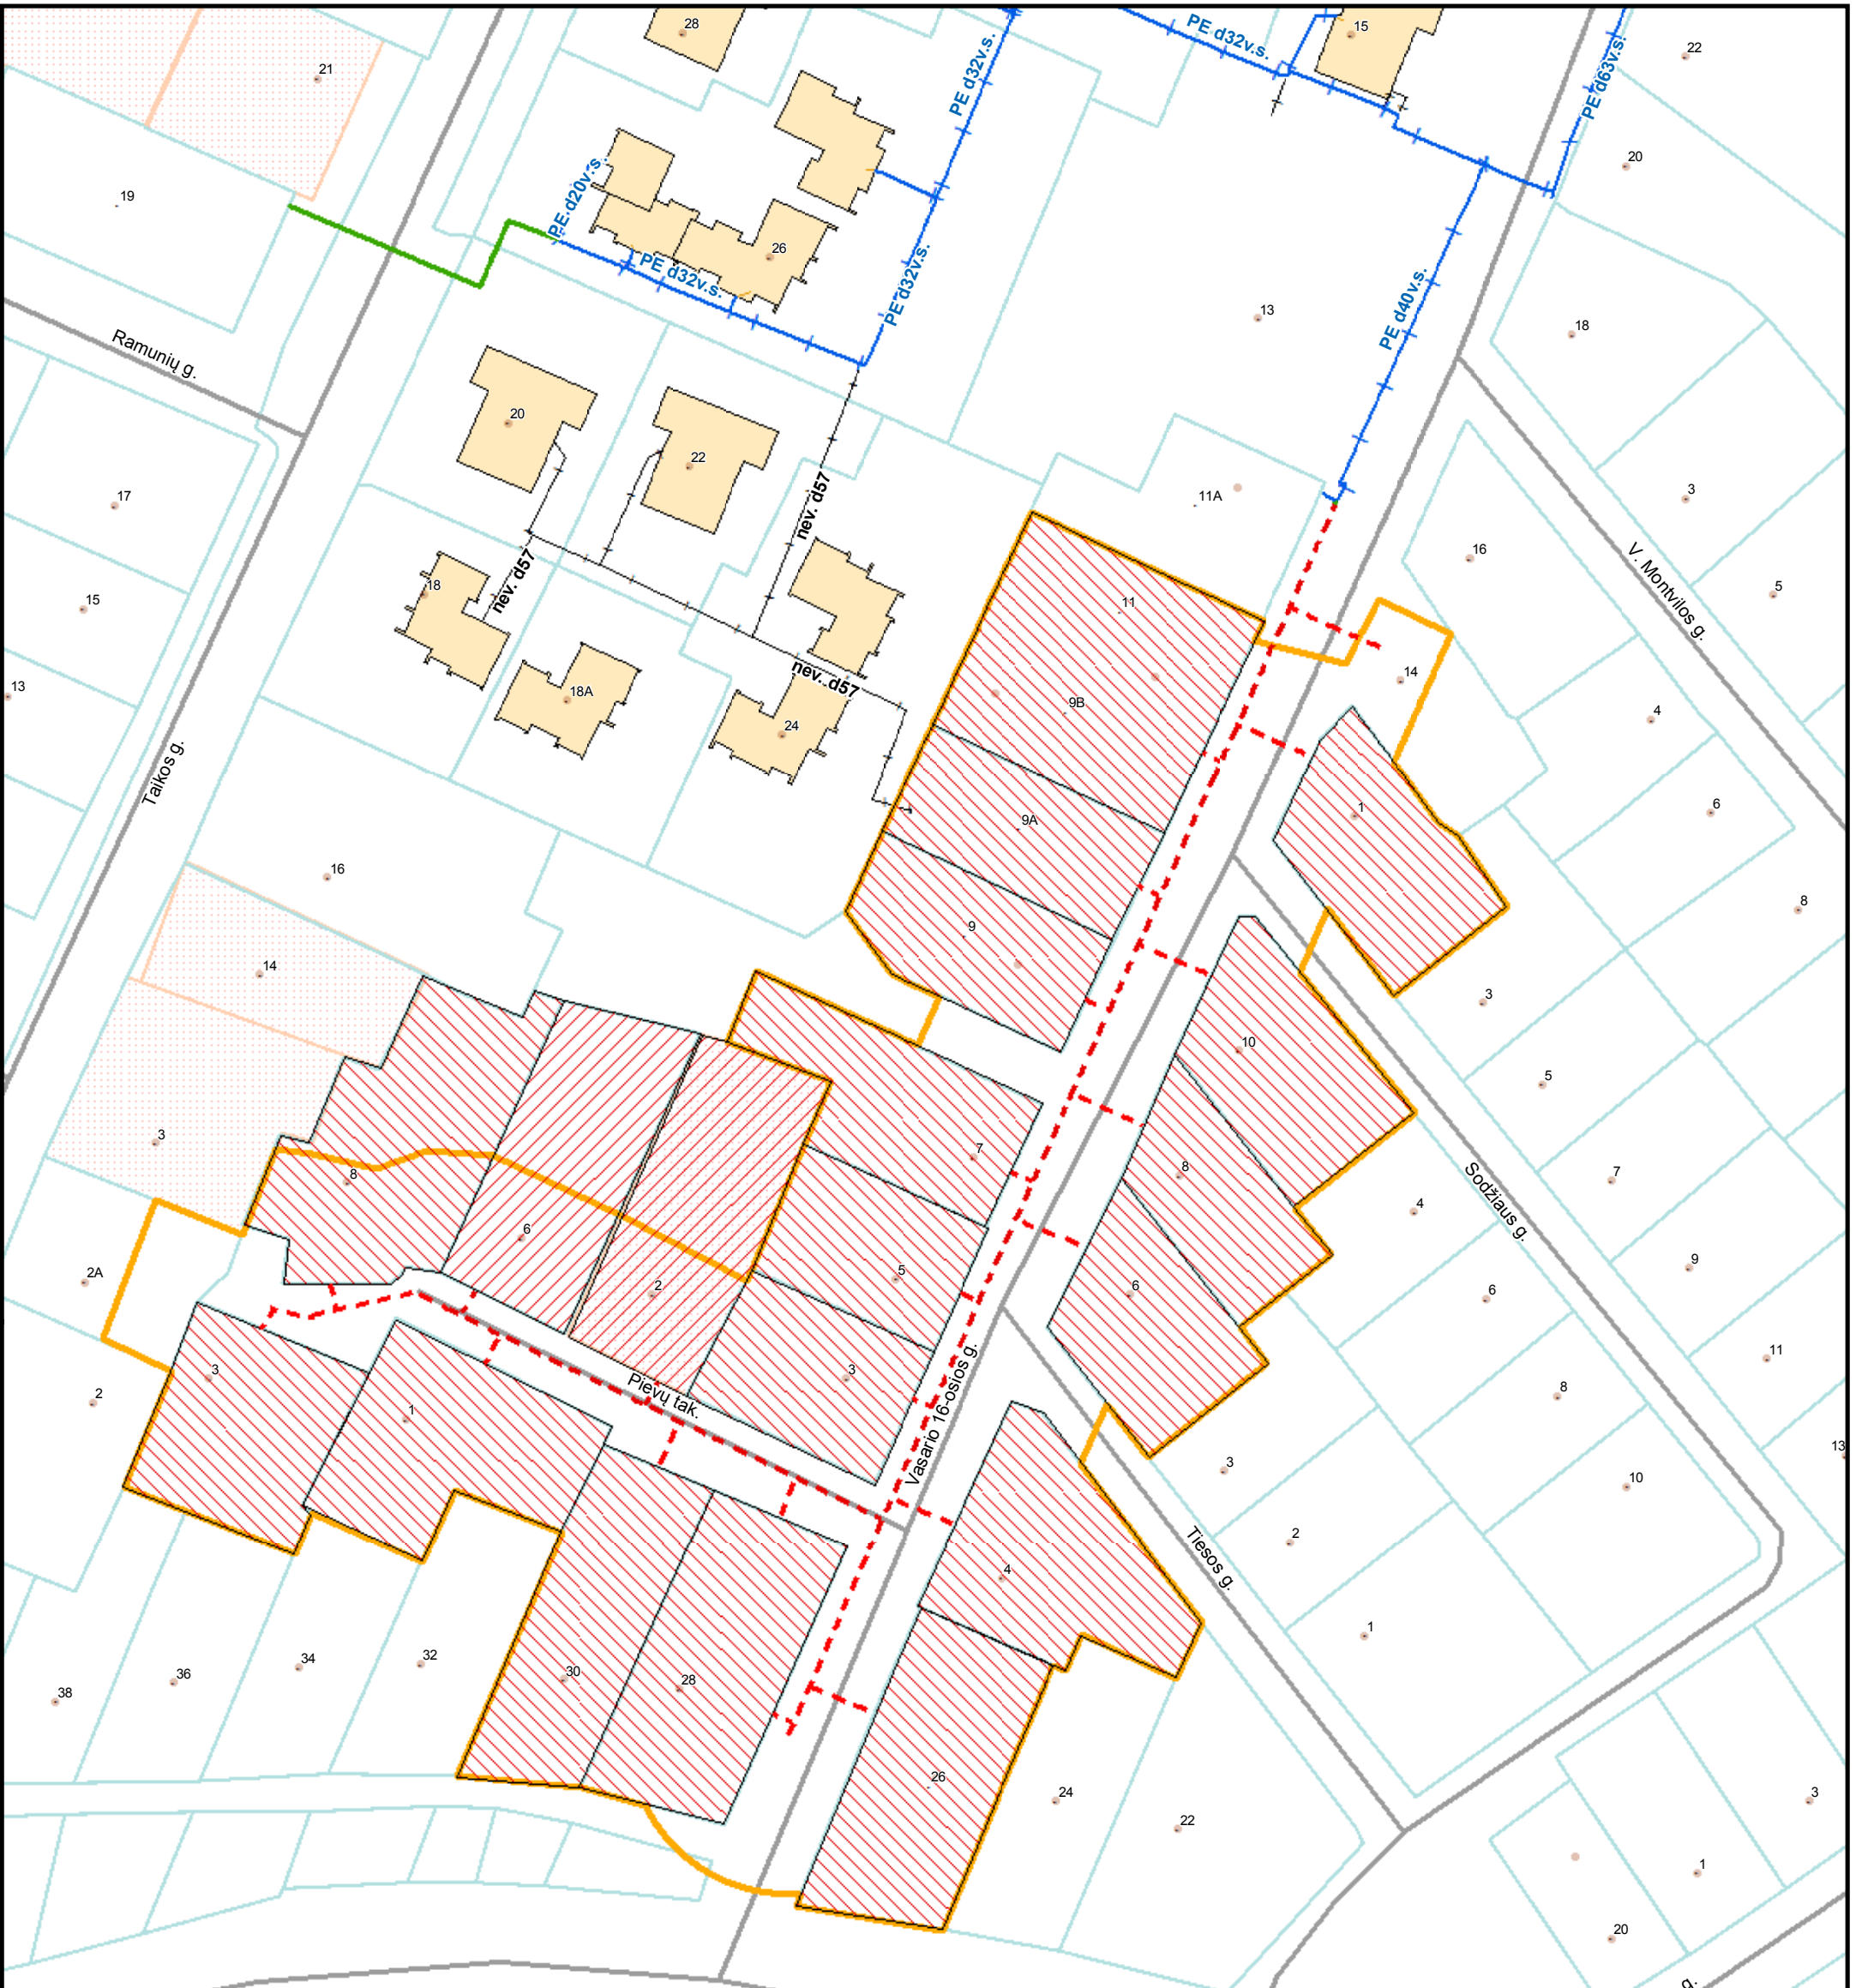 28
PE d32v.s.
PE d32v.s.
15
PE d63v.s.
22
21
20
19
PE d20v.s.
PE d32v.s.
26
PE d32v.s.
13
PE d40v.s.
18
Ramunių g.
20
22
nev. d57
11A
3
17
16
V. Montvilos g.
5
15
18
nev. d57
11
13
18A
nev. d57
24
9B
14
4
Taikos g.
9A
1
6
16
9
8
14
3
10
5
3
7
8
7
8
4
Sodžiaus g.
6
9
2A
5
2
6
6
11
3
2
1
Pievų tak.
3
Vasario 16-osios g.
8
13
3
10
2
Tiesos g.
4
1
38
36
34
32
30
28
26
24
22
3
1
20
g.